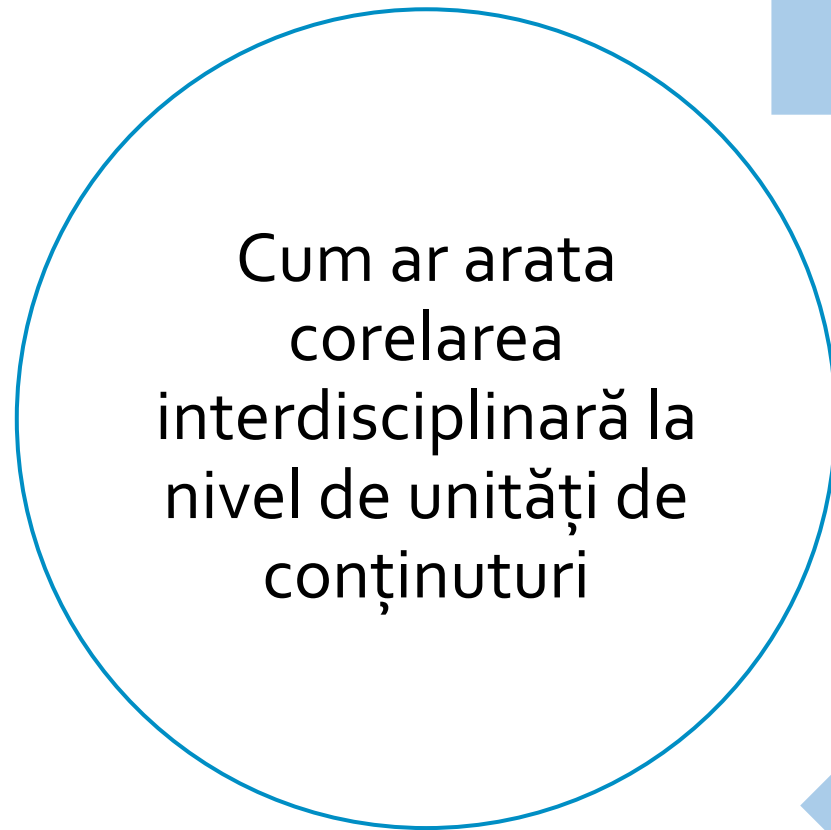 Cum ar arata
corelarea
interdisciplinară la
nivel de unități de
conținuturi